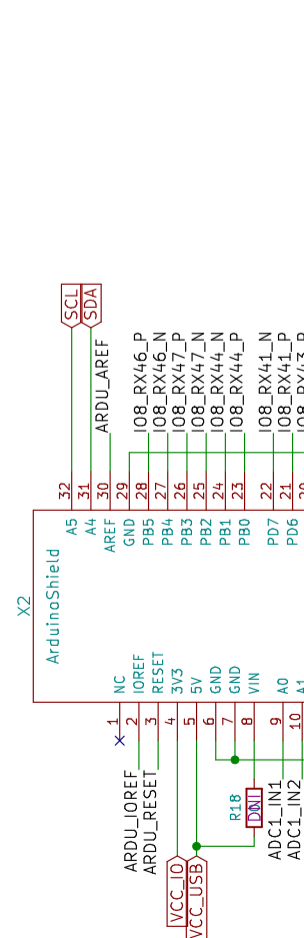 SCL
SDA
ARDU_AREF
IO8_RX46_P
IO8_RX46_N
IO8_RX47_P
IO8_RX47_N
IO8_RX44_N
IO8_RX44_P
IO8_RX41_N
IO8_RX41_P
IO8_RX43_P
32
31
30
29
28
27
26
25
24
23
22
21
20
A5
A4
AREF
GND
PB5
PB4
PB3
PB2
PB1
PB0
PD7
PD6
X2
ArduinoShield
NC
IOREF
RESET
3V3
5V
GND
GND
VIN
A0
A1
1
2
3
4
5
6
7
8
9
10
ARDU_IOREF
ARDU_RESET
VCC_IO
VCC_USB
R18
ADC1_IN1
ADC1_IN2